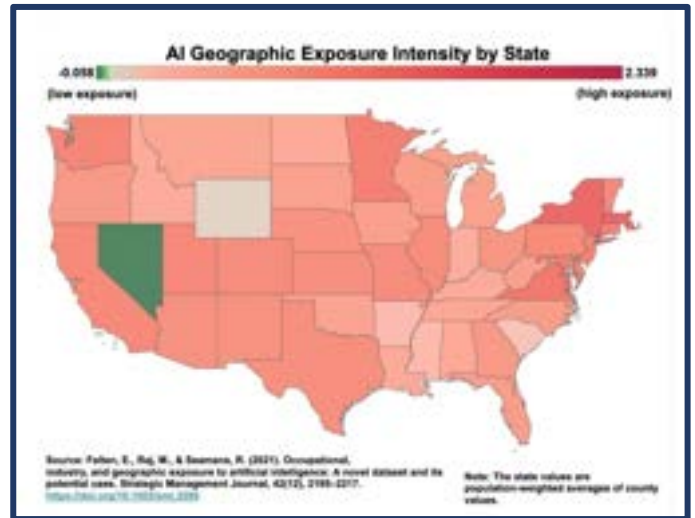 AI Geographic Exposure Intensity by State
-0.098 2.339
(low exposure) (high exposure)
Source: Felten, E., Raj, M., & Seamans, R. (2021). Occupational,
industry, and geographic exposure to artificial intelligence: A novel dataset and its
potential uses. Strategic Management Journal, 42(12), 2195–2217.
Note: The state values are
population-weighted averages of county
values.